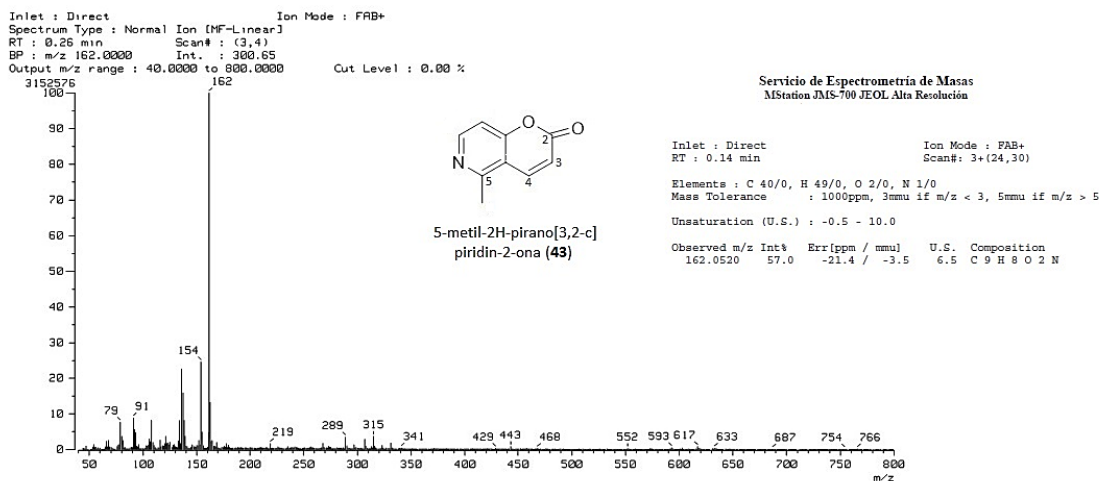 Inlet : Direct Ion Mode : FAB+
Spectrum Type : Normal Ion [MF-Linear]
RT : 0.26 min Scan# : (3,4)
BP : m/z 162.0000 Int. : 300.65
Output m/z range : 40.0000 to 800.0000 Cut Level : 0.00 %
3152576
162
100
90
80
70
60
50
40
30
20
10
0
79
91
154
219
289
315
341
429
443
468
552
593
617
633
687
754
766
50 100 150 200 250 300 350 400 450 500 550 600 650 700 750 800
m/z
O
O
N
2
3
4
5
5-metil-2H-pirano[3,2-c]
piridin-2-ona (43)
Servicio de Espectrometría de Masas
MStation JMS-700 JEOL Alta Resolución
Inlet : Direct Ion Mode : FAB+
RT : 0.14 min Scan#: 3+(24,30)
Elements : C 40/0, H 49/0, O 2/0, N 1/0
Mass Tolerance : 1000ppm, 3mmu if m/z < 3, 5mmu if m/z > 5
Unsaturation (U.S.) : -0.5 - 10.0
Observed m/z Int% Err[ppm / mmu] U.S. Composition
162.0520 57.0 -21.4 / -3.5 6.5 C 9 H 8 O 2 N